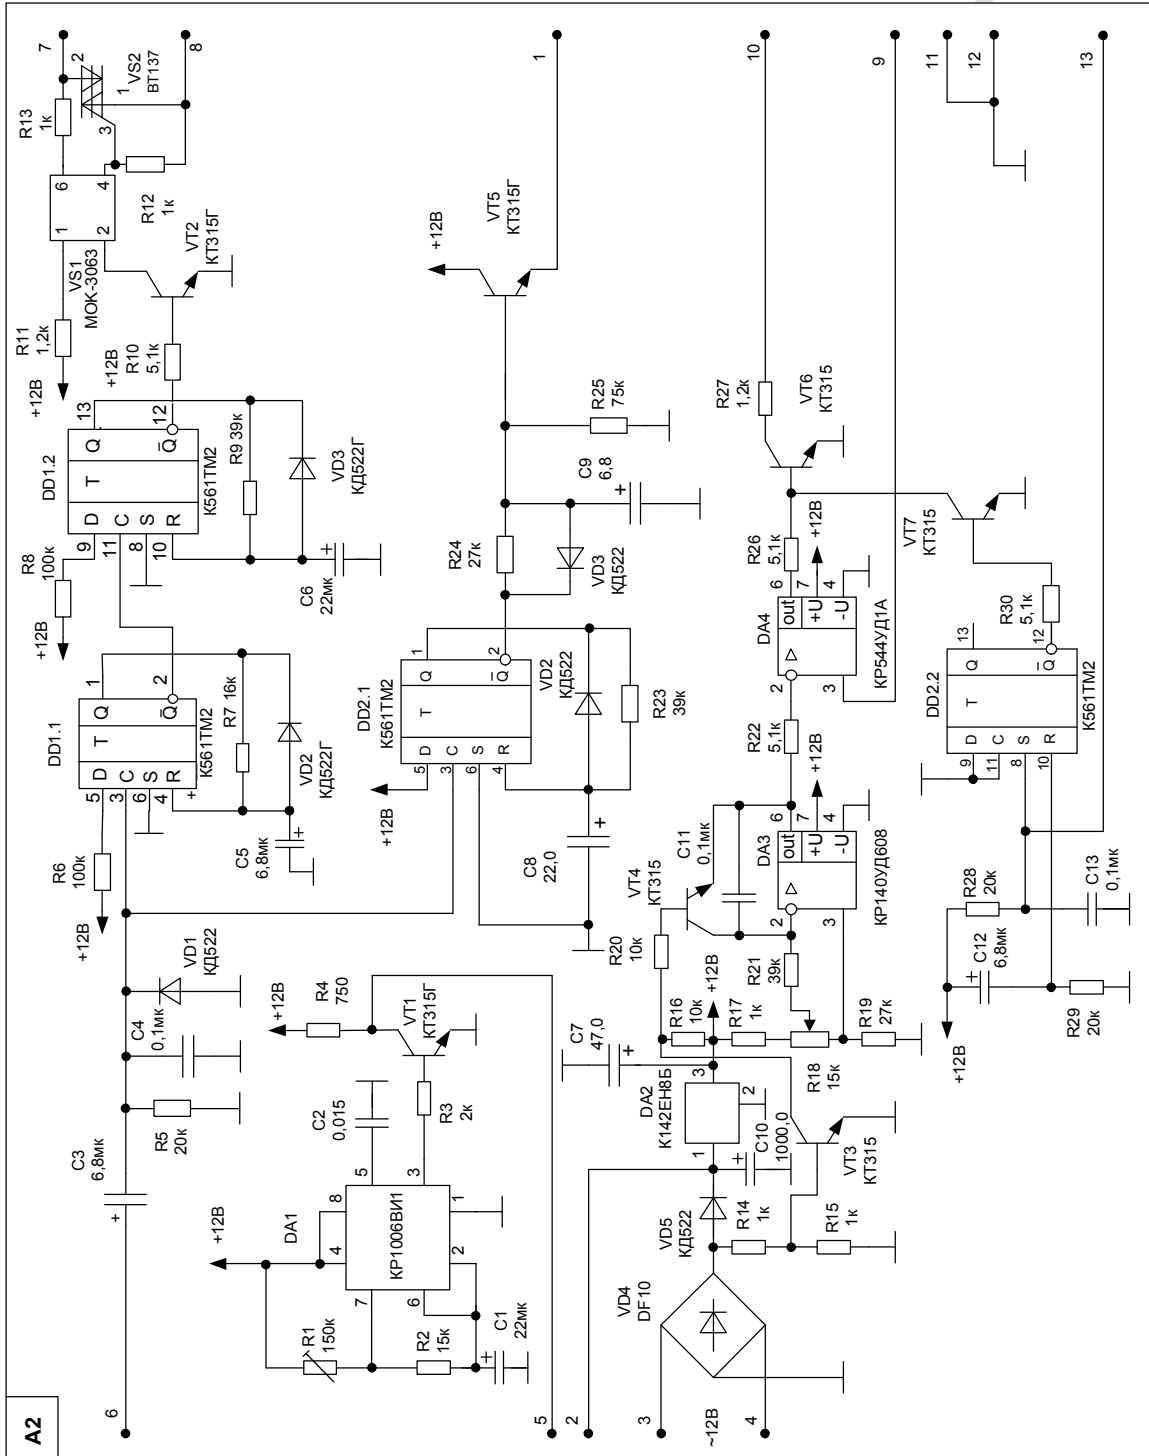 A2
6
C3
6,8мк
+
R5
20к
C4
0,1мк
VD1
КД522
+12В
R6
100к
DD1.1
5
3
6
4
D
C
S
R
T
Q
Q
1
2
+
К561ТМ2
R7 16к
VD2
КД522Г
C5
6,8мк
+
+12В
R8
100к
DD1.2
9
11
8
10
D
C
S
R
T
Q
Q
13
12
К561ТМ2
R9 39к
VD3
КД522Г
C6
22мк
+
+12В
R11
1,2к
+12В
R10
5,1к
VS1
МОК-3063
1
2
6
4
VT2
КТ315Г
R12
1к
R13
1к
1
2
3
VS2
ВТ137
7
8
+12В
R1
150к
R2
15к
C1
22мк
+
DA1
КР1006ВИ1
4
8
7
6
2
1
5
3
C2
0,015
R3
2к
+12В
R4
750
VT1
КТ315Г
5
+12В
DD2.1
К561ТМ2
5
3
6
4
D
C
S
R
T
Q
Q
1
2
VD2
КД522
R23
39к
C8
22,0
+
R24
27к
VD3
КД522
C9
6,8
+
R25
75к
+12В
VT5
КТ315Г
1
2
3
~12В
4
VD4
DF10
VD5
КД522
R14
1к
R15
1к
C10
1000,0
+
VT3
КТ315
DA2
К142ЕН8Б
1
3
2
C7
47,0
+
+12В
R16
10к
R17
1к
R18
15к
R19
27к
R20
10к
VT4
КТ315
C11
0,1мк
R21
39к
DA3
2
3
out
+U
-U
6
7
4
КР140УД608
+12В
R22
5,1к
DA4
2
3
out
+U
-U
6
7
4
КР544УД1А
+12В
R26
5,1к
R27
1,2к
VT6
КТ315
VT7
КТ315
10
9
+12В
C12
6,8мк
+
R28
20к
R29
20к
C13
0,1мк
DD2.2
9
11
8
10
D
C
S
R
T
Q
Q
13
12
К561ТМ2
R30
5,1к
11
12
13